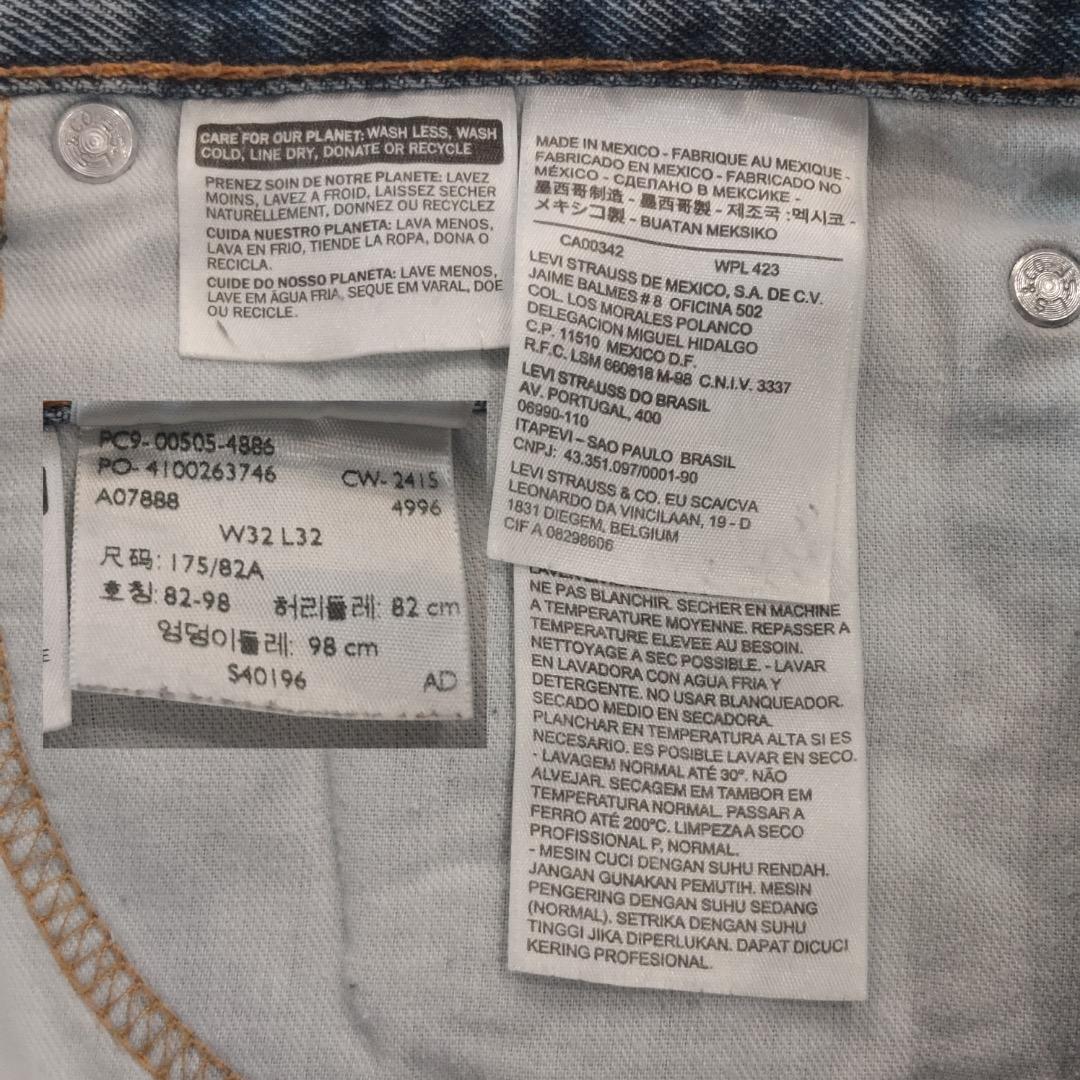 CARE FOR OUR PLANET: WASH LESS, WASH
COLD, LINE DRY, DONATE OR RECYCLE
PRENEZ SOIN DE NOTRE PLANETE: LAVEZ
MOINS, LAVEZ A FROID, LAISSEZ SECHER
NATURELLEMENT, DONNEZ OU RECYCLEZ
CUIDA NUESTRO PLANETA: LAVA MENOS,
LAVA EN FRIO, TIENDE LA ROPA, DONA O
RECICLA.
CUIDE DO NOSSO PLANETA: LAVE MENOS,
LAVE EM ÁGUA FRIA, SEQUE EM VARAL, DOE
OU RECICLE.
MADE IN MEXICO - FABRIQUE AU MEXIQUE -
FABRICADO EN MEXICO - FABRICADO NO
MÉXICO - СДЕЛАНО В МЕКСИКЕ -
墨西哥制造 - 墨西哥製 - 제조국 :멕시코 -
メキシコ製 - BUATAN MEKSIKO
CA00342 WPL 423
LEVI STRAUSS DE MEXICO, S.A. DE C.V.
JAIME BALMES # 8 OFICINA 502
COL. LOS MORALES POLANCO
DELEGACION MIGUEL HIDALGO
C.P. 11510 MEXICO D.F.
R.F.C. LSM 660818 M-98 C.N.I.V. 3337
LEVI STRAUSS DO BRASIL
AV. PORTUGAL, 400
06990-110
ITAPEVI – SAO PAULO BRASIL
CNPJ: 43.351.097/0001-90
LEVI STRAUSS & CO. EU SCA/CVA
LEONARDO DA VINCILAAN, 19 - D
1831 DIEGEM, BELGIUM
CIF A 08298606
NE PAS BLANCHIR. SECHER EN MACHINE
A TEMPERATURE MOYENNE. REPASSER A
TEMPERATURE ELEVEE AU BESOIN.
NETTOYAGE A SEC POSSIBLE. - LAVAR
EN LAVADORA CON AGUA FRIA Y
DETERGENTE. NO USAR BLANQUEADOR.
SECADO MEDIO EN SECADORA.
PLANCHAR EN TEMPERATURA ALTA SI ES
NECESARIO. ES POSIBLE LAVAR EN SECO.
- LAVAGEM NORMAL ATÉ 30°. NÃO
ALVEJAR. SECAGEM EM TAMBOR EM
TEMPERATURA NORMAL. PASSAR A
FERRO ATÉ 200°C. LIMPEZA A SECO
PROFISSIONAL P, NORMAL.
- MESIN CUCI DENGAN SUHU RENDAH.
JANGAN GUNAKAN PEMUTIH. MESIN
PENGERING DENGAN SUHU SEDANG
(NORMAL). SETRIKA DENGAN SUHU
TINGGI JIKA DIPERLUKAN. DAPAT DICUCI
KERING PROFESIONAL.
PC9-00505-4886
PO-4100263746 CW-2415
A07888 4996
W32 L32
尺码: 175/82A
호칭: 82-98 허리둘레: 82 cm
엉덩이둘레: 98 cm
S40196 AD